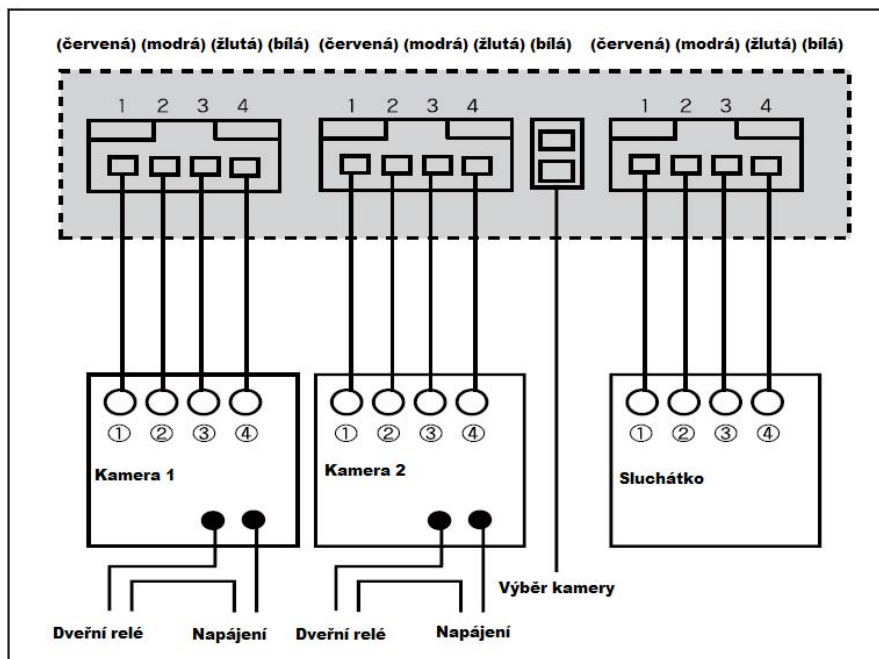 (červená) (modrá) (žlutá) (bílá) (červená) (modrá) (žlutá) (bílá) (červená) (modrá) (žlutá) (bílá)
1 2 3 4 1 2 3 4 1 2 3 4
① ② ③ ④ ① ② ③ ④ ① ② ③ ④
Kamera 1 Kamera 2 Sluchátko
Výběr kamery
Dveřní relé Napájení Dveřní relé Napájení